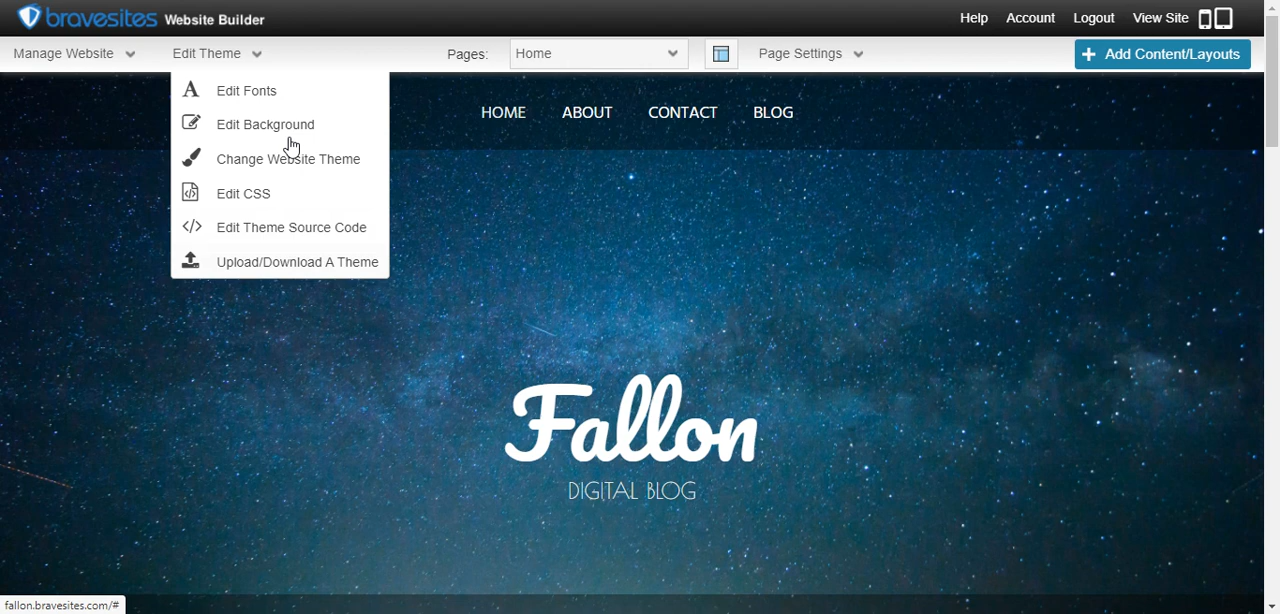 bravesites Website Builder
Help Account Logout View Site
Manage Website Edit Theme Pages: Home Page Settings + Add Content/Layouts
A Edit Fonts
Edit Background
Change Website Theme
Edit CSS
</> Edit Theme Source Code
Upload/Download A Theme
HOME ABOUT CONTACT BLOG
Fallon
DIGITAL BLOG
fallon.bravesites.com/#